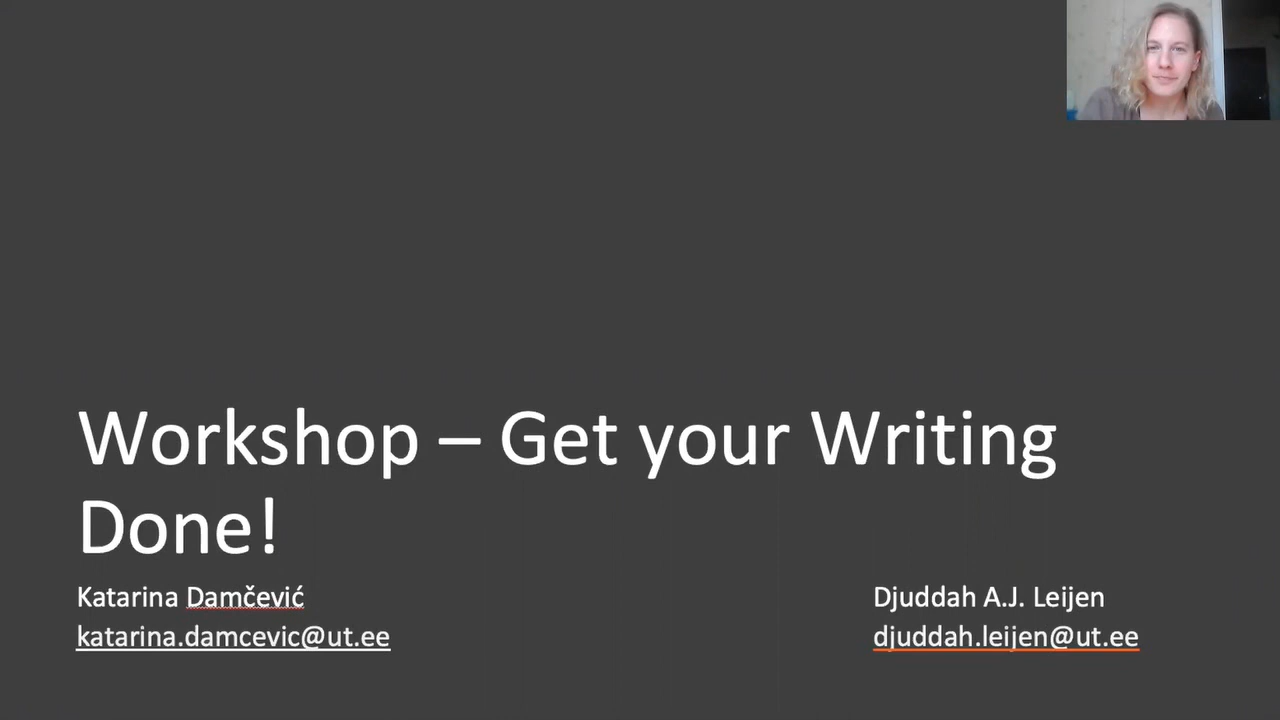 Workshop – Get your Writing
Done!
Katarina Damčević
katarina.damcevic@ut.ee
Djuddah A.J. Leijen
djuddah.leijen@ut.ee